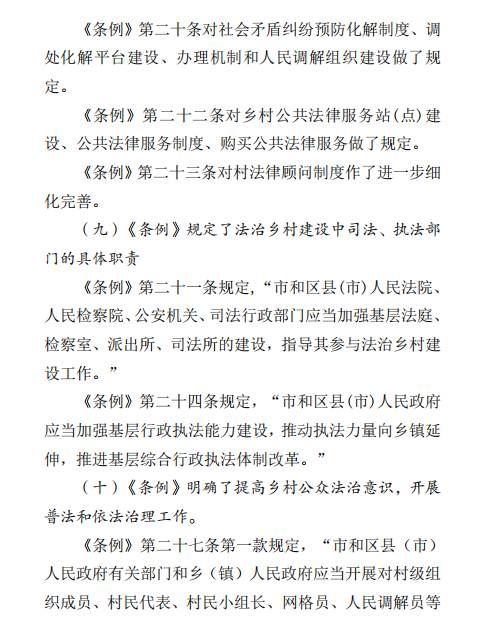 《条例》第二十条对社会矛盾纠纷预防化解制度、调
处化解平台建设、办理机制和人民调解组织建设做了规
定。
《条例》第二十二条对乡村公共法律服务站(点)建
设、公共法律服务制度、购买公共法律服务做了规定。
《条例》第二十三条对村法律顾问制度作了进一步细
化完善。
（九）《条例》规定了法治乡村建设中司法、执法部
门的具体职责
《条例》第二十一条规定，“市和区县(市)人民法院、
人民检察院、公安机关、司法行政部门应当加强基层法庭、
检察室、派出所、司法所的建设，指导其参与法治乡村建
设工作。”
《条例》第二十四条规定，“市和区县(市)人民政府
应当加强基层行政执法能力建设，推动执法力量向乡镇延
伸，推进基层综合行政执法体制改革。”
（十）《条例》明确了提高乡村公众法治意识，开展
普法和依法治理工作。
《条例》第二十七条第一款规定，“市和区县（市）
人民政府有关部门和乡（镇）人民政府应当开展对村级组
织成员、村民代表、村民小组长、网格员、人民调解员等